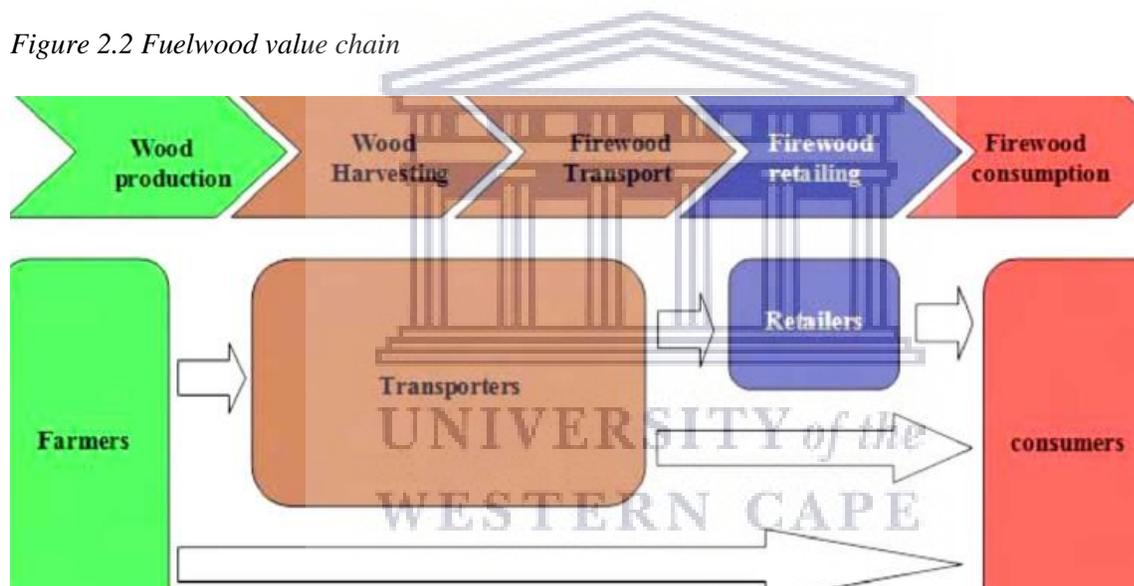 Figure 2.2 Fuelwood value chain
Wood
production
Wood
Harvesting
Firewood
Transport
Firewood
retailing
Firewood
consumption
Farmers
Transporters
Retailers
consumers
UNIVERSITY of the
WESTERN CAPE